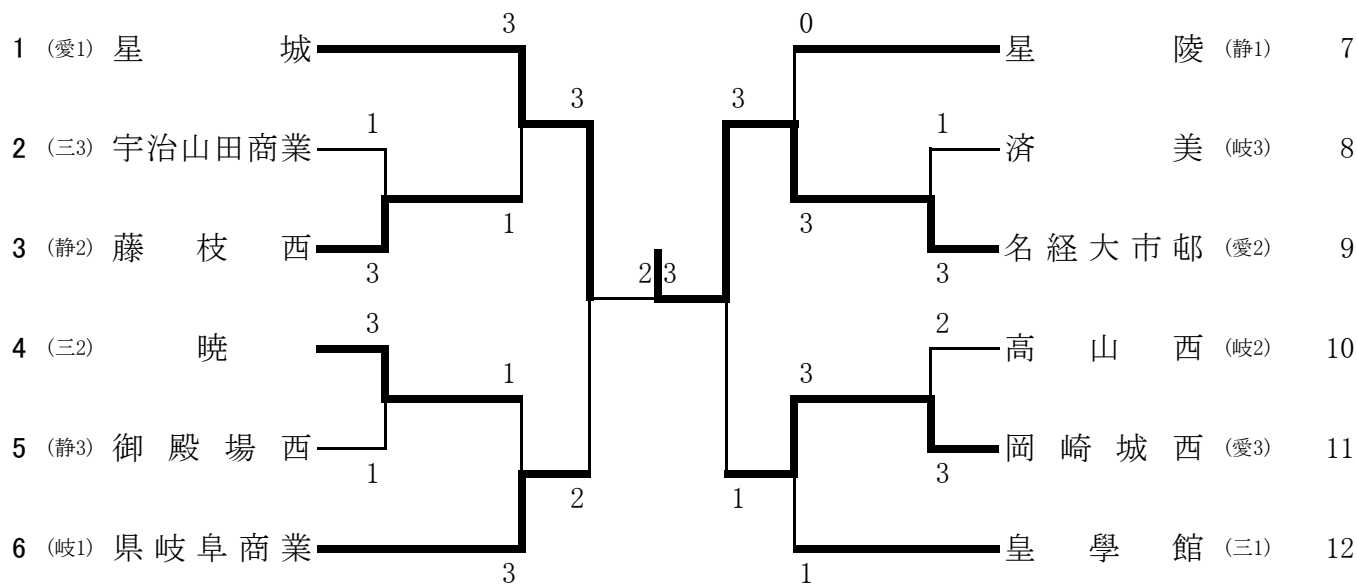 3 0
1 (愛1) 星城 星陵 (静1) 7
3 3
1 1
2 (三3) 宇治山田商業 済美 (岐3) 8
1 3
3 (静2) 藤枝西 名経大市邨 (愛2) 9
3 2 3 3
3 2
4 (三2) 暁 高山西 (岐2) 10
1 3
5 (静3) 御殿場西 岡崎城西 (愛3) 11
1 3
2 1
6 (岐1) 県岐阜商業 皇學館 (三1) 12
3 1